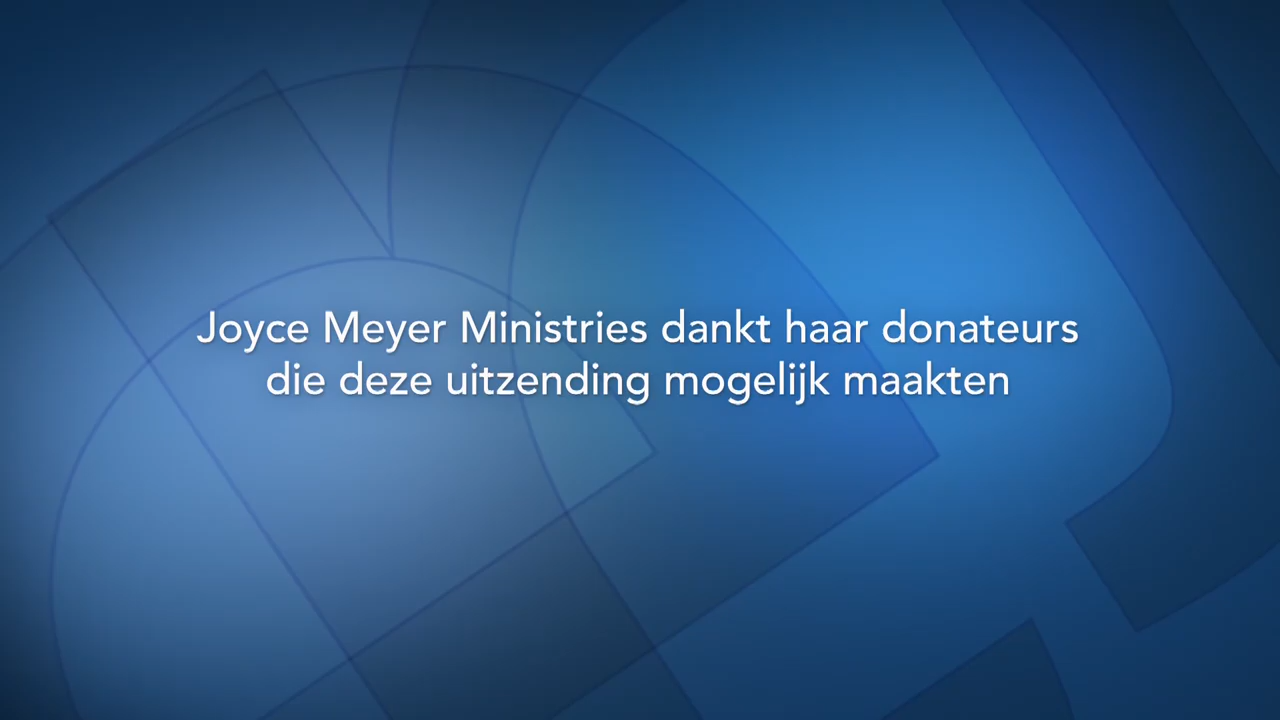 Joyce Meyer Ministries dankt haar donateurs
die deze uitzending mogelijk maakten